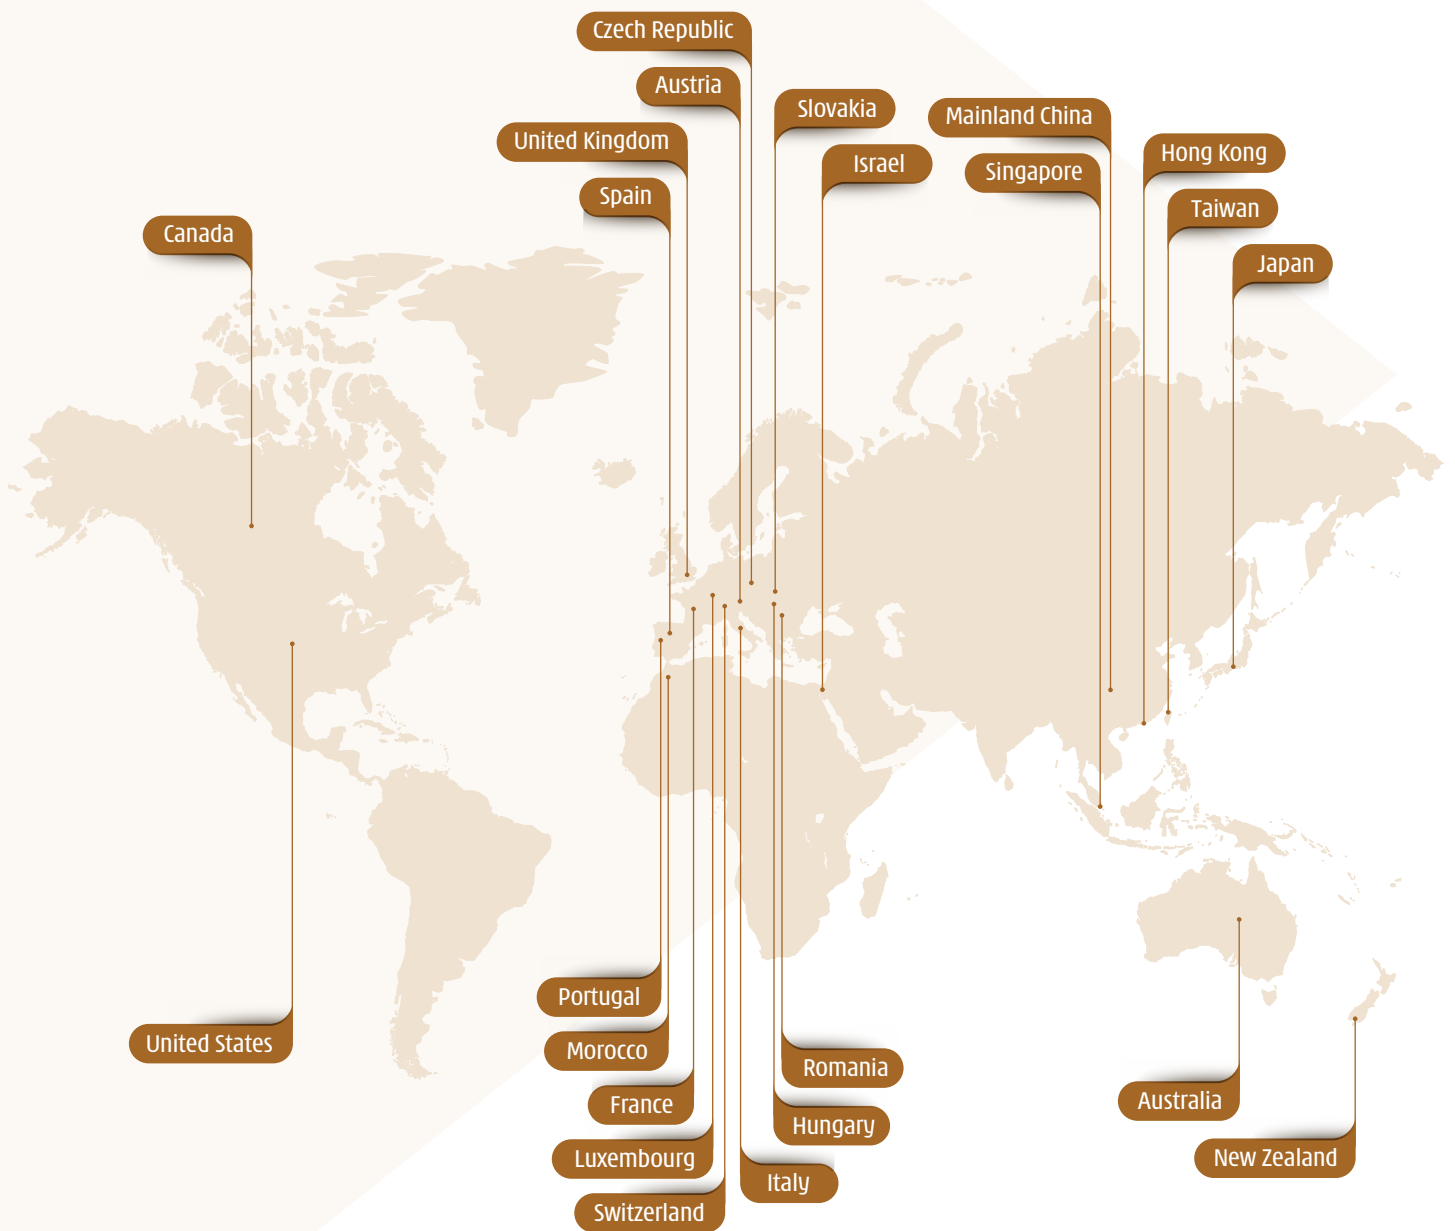 Czech Republic
Austria
Slovakia
Mainland China
United Kingdom
Hong Kong
Israel
Singapore
Spain
Taiwan
Canada
Japan
Portugal
United States
Morocco
Romania
France
Australia
Hungary
Luxembourg
New Zealand
Italy
Switzerland